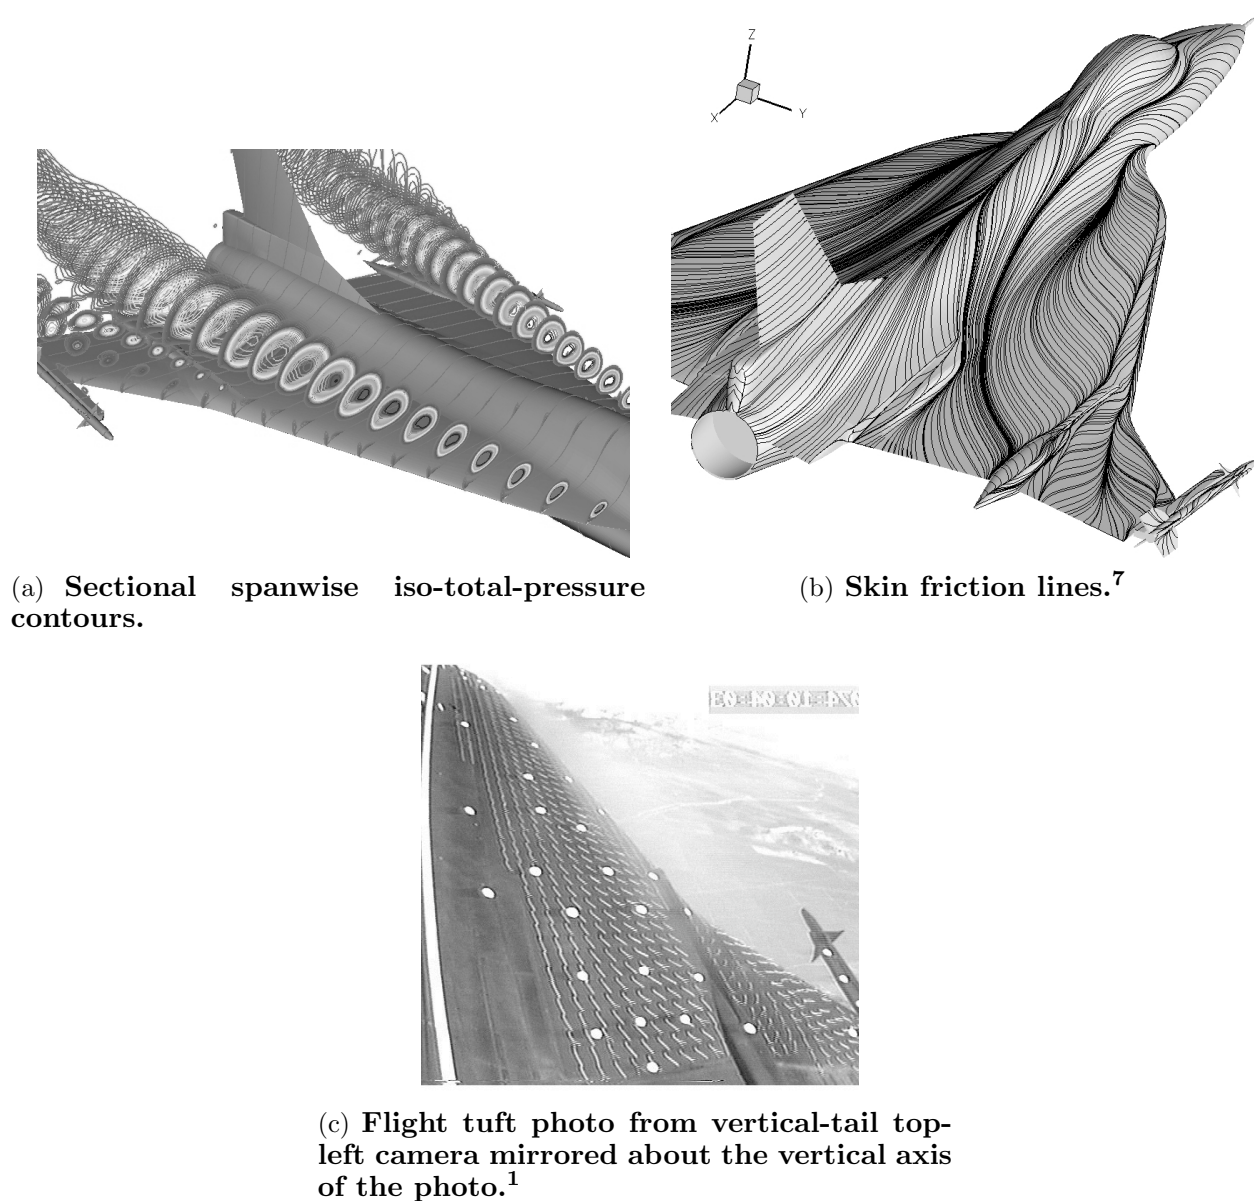 Z
X
Y
(a) Sectional spanwise iso-total-pressure
contours.
(b) Skin friction lines.7
(c) Flight tuft photo from vertical-tail top-
left camera mirrored about the vertical axis
of the photo.1